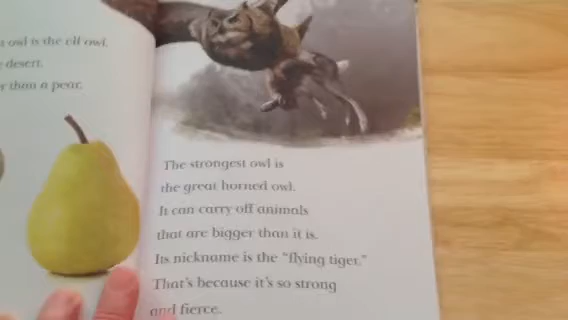 owl is the elf owl.
desert.
than a pear.
The strongest owl is
the great horned owl.
It can carry off animals
that are bigger than it is.
Its nickname is the "flying tiger."
That's because it's so strong
and fierce.